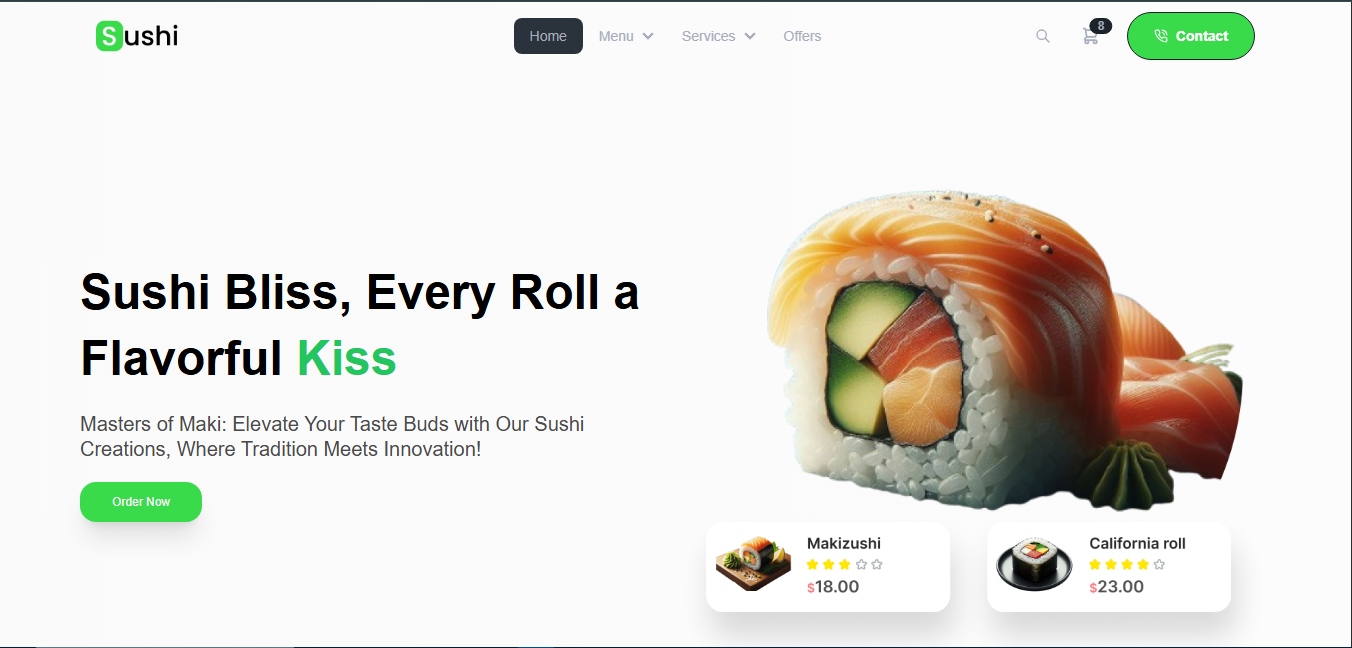 Sushi
Home
Menu
Services
Offers
8
Contact
Sushi Bliss, Every Roll a
Flavorful Kiss
Masters of Maki: Elevate Your Taste Buds with Our Sushi
Creations, Where Tradition Meets Innovation!
Order Now
Makizushi
$18.00
California roll
$23.00